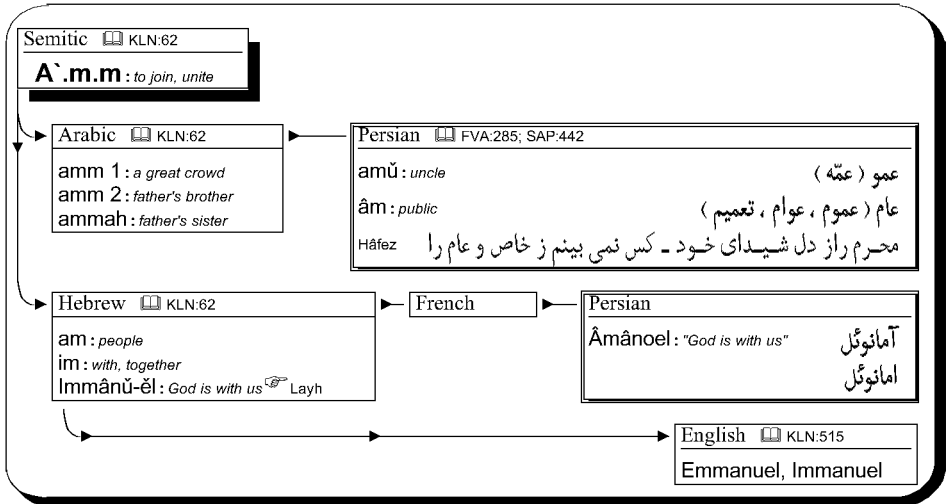 Semitic 🕮 KLN:62
A`.m.m : to join, unite
Arabic 🕮 KLN:62
amm 1 : a great crowd
amm 2 : father's brother
ammah : father's sister
Persian 🕮 FVA:285; SAP:442
amŭ : uncle عمو ( عمّه )
âm : public عام ( عموم ، عوام ، تعمیم )
Hâfez محـرم راز دل شـیـدای خـود ـ کس نمی بینم ز خاص و عام را
Hebrew 🕮 KLN:62
am : people
im : with, together
Immânŭ-ĕl : God is with us ☞ Layh
French
Persian
Âmânoel : "God is with us" آمانوئل
امانوئل
English 🕮 KLN:515
Emmanuel, Immanuel